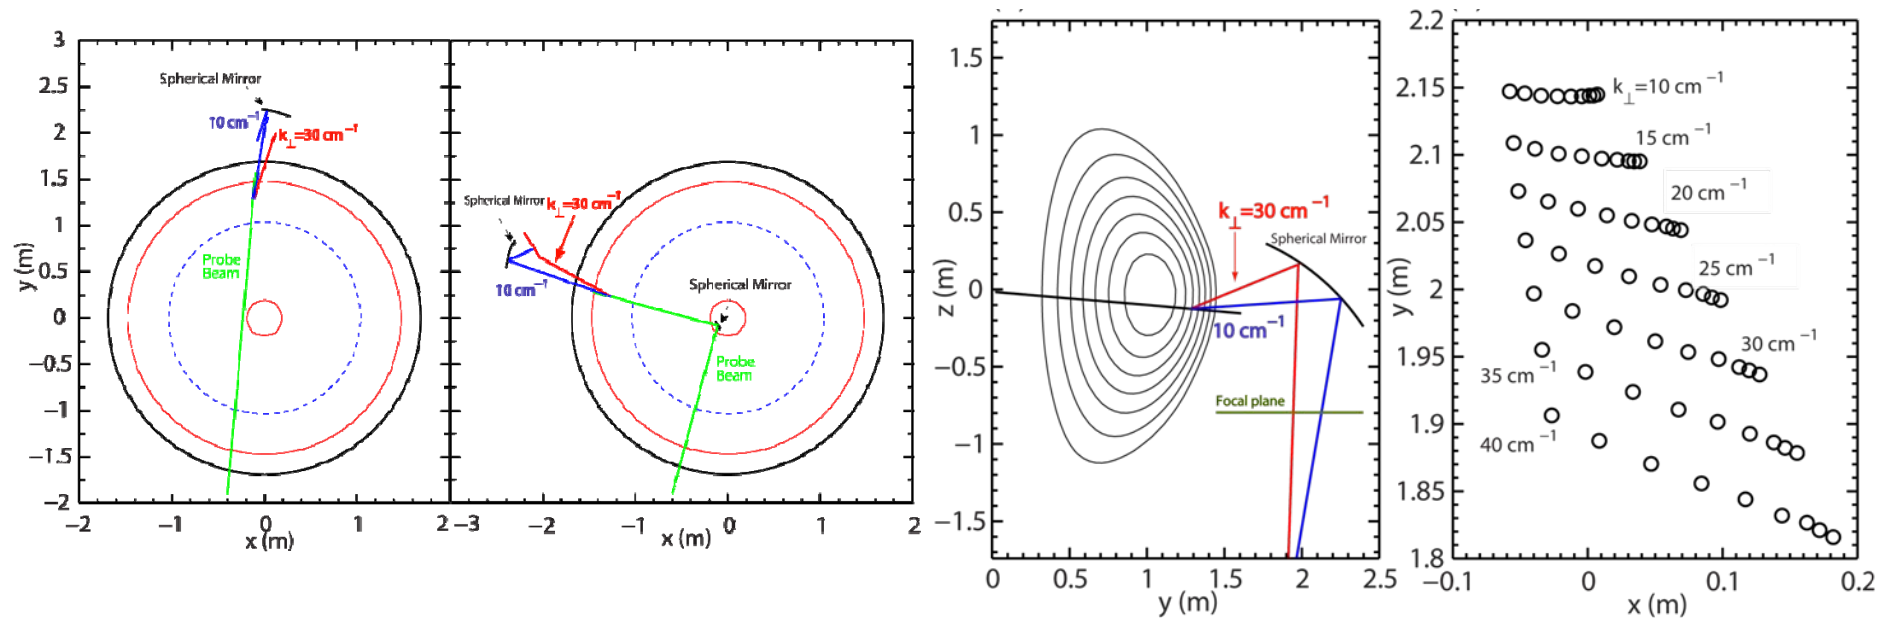 3
2.5
2
1.5
1
0.5
0
−0.5
−1
−1.5
−2
y (m)
Spherical Mirror
10 cm⁻¹
k⊥=30 cm⁻¹
Probe
Beam
−2
−1
0
1
2
x (m)
Spherical Mirror
k⊥=30 cm⁻¹
10 cm⁻¹
Spherical Mirror
Probe
Beam
−3
−2
−1
0
1
2
x (m)
1.5
1
0.5
0
−0.5
−1
−1.5
z (m)
k⊥=30 cm⁻¹
Spherical Mirror
10 cm⁻¹
Focal plane
0
0.5
1
1.5
2
2.5
y (m)
2.2
2.15
2.1
2.05
2
1.95
1.9
1.85
1.8
y (m)
k⊥=10 cm⁻¹
15 cm⁻¹
20 cm⁻¹
25 cm⁻¹
30 cm⁻¹
35 cm⁻¹
40 cm⁻¹
−0.1
0
0.1
0.2
x (m)